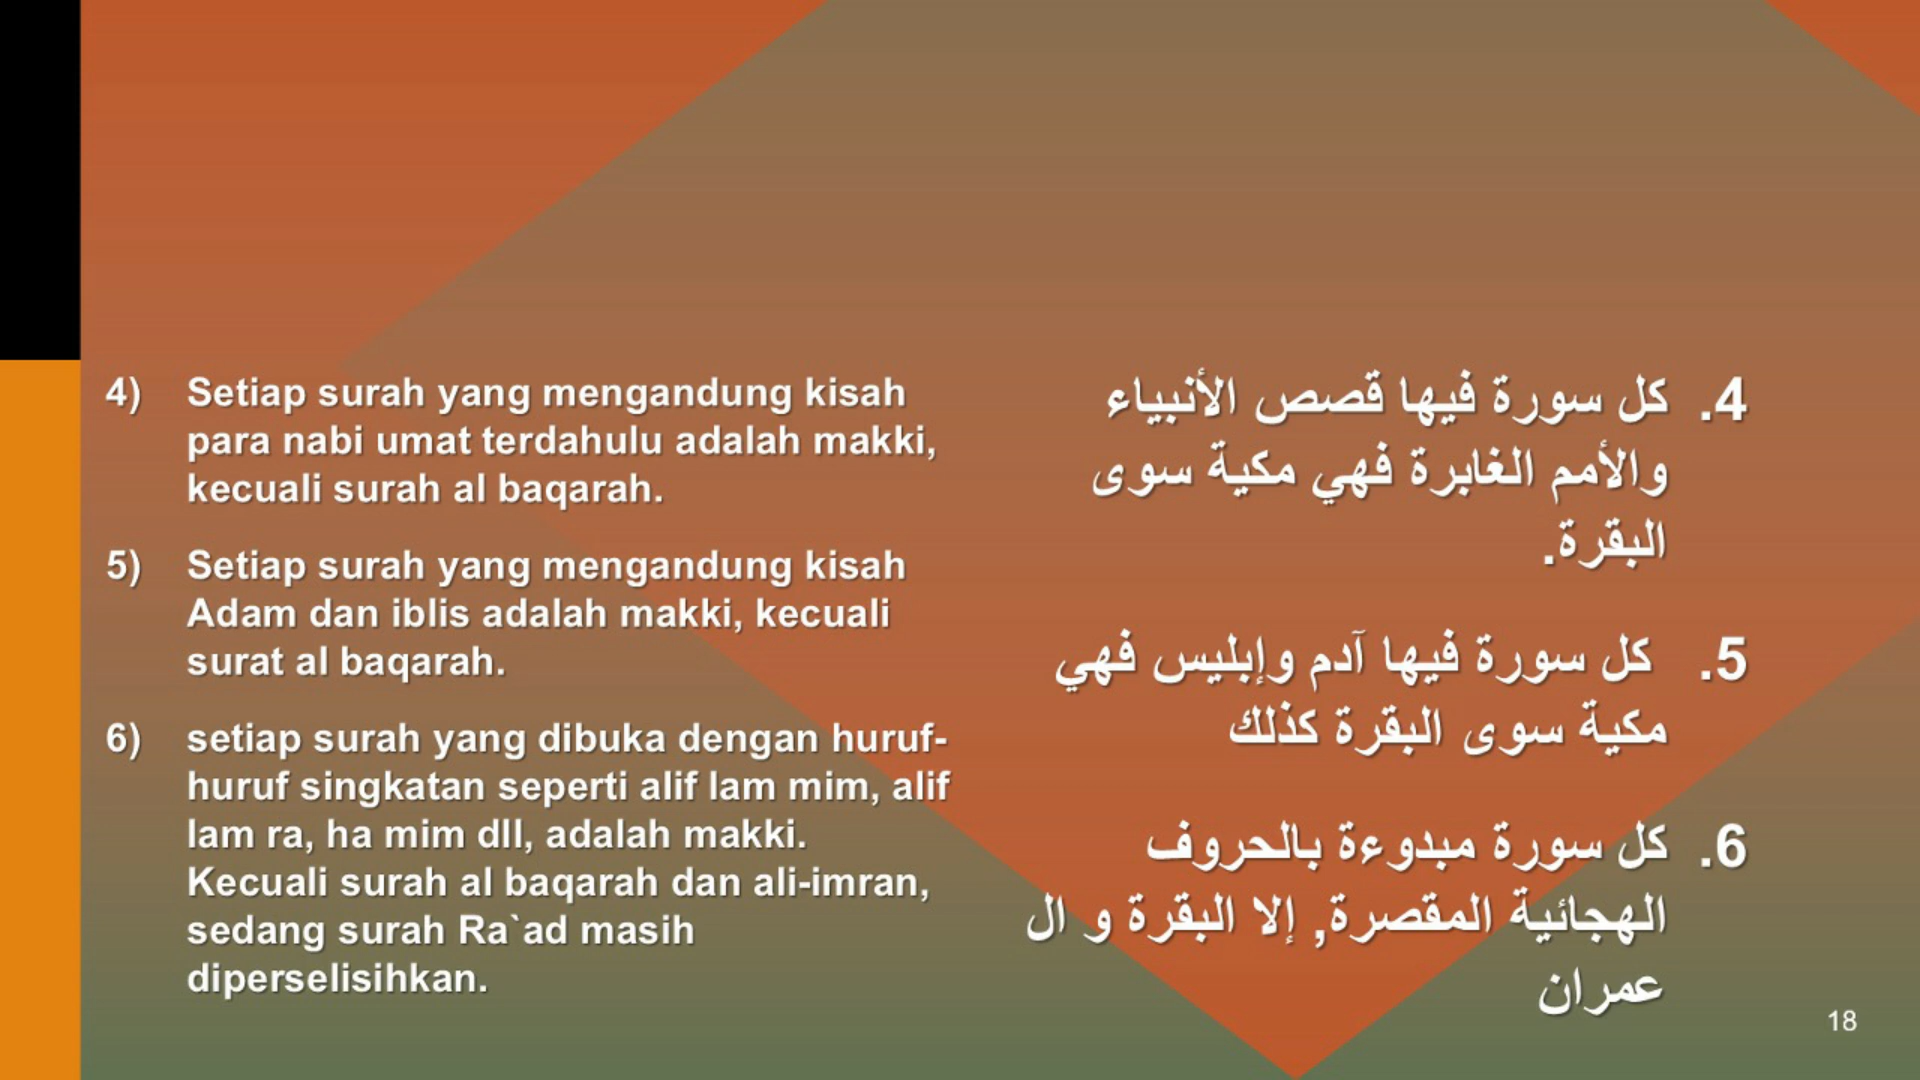 4) Setiap surah yang mengandung kisah
para nabi umat terdahulu adalah makki,
kecuali surah al baqarah.
5) Setiap surah yang mengandung kisah
Adam dan iblis adalah makki, kecuali
surat al baqarah.
6) setiap surah yang dibuka dengan huruf-
huruf singkatan seperti alif lam mim, alif
lam ra, ha mim dll, adalah makki.
Kecuali surah al baqarah dan ali-imran,
sedang surah Ra`ad masih
diperselisihkan.
4. كل سورة فيها قصص الأنبياء
والأمم الغابرة فهي مكية سوى
البقرة.
5. كل سورة فيها آدم وإبليس فهي
مكية سوى البقرة كذلك
6. كل سورة مبدوءة بالحروف
الهجائية المقصرة, إلا البقرة و ال
عمران
18